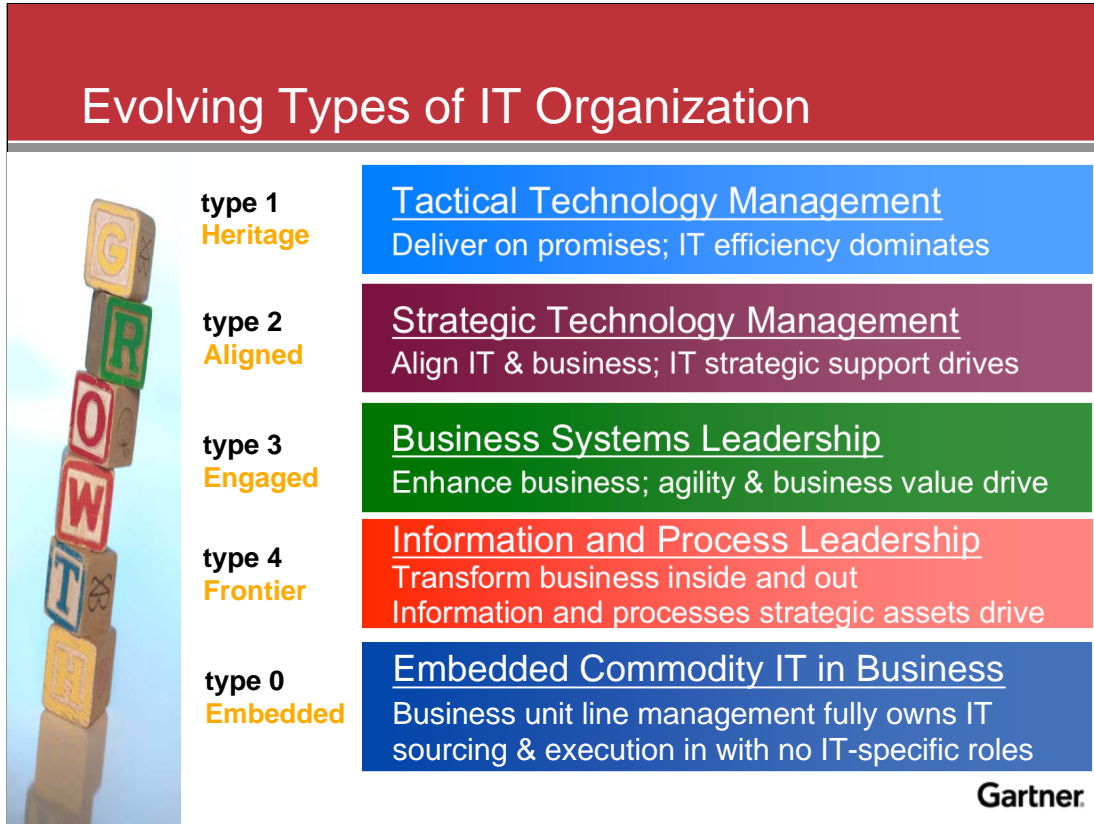 Evolving Types of IT Organization
type 1
Heritage
Tactical Technology Management
Deliver on promises; IT efficiency dominates
type 2
Aligned
Strategic Technology Management
Align IT & business; IT strategic support drives
type 3
Engaged
Business Systems Leadership
Enhance business; agility & business value drive
type 4
Frontier
Information and Process Leadership
Transform business inside and out
Information and processes strategic assets drive
type 0
Embedded
Embedded Commodity IT in Business
Business unit line management fully owns IT
sourcing & execution in with no IT-specific roles
G
R
O
W
T
H
Gartner